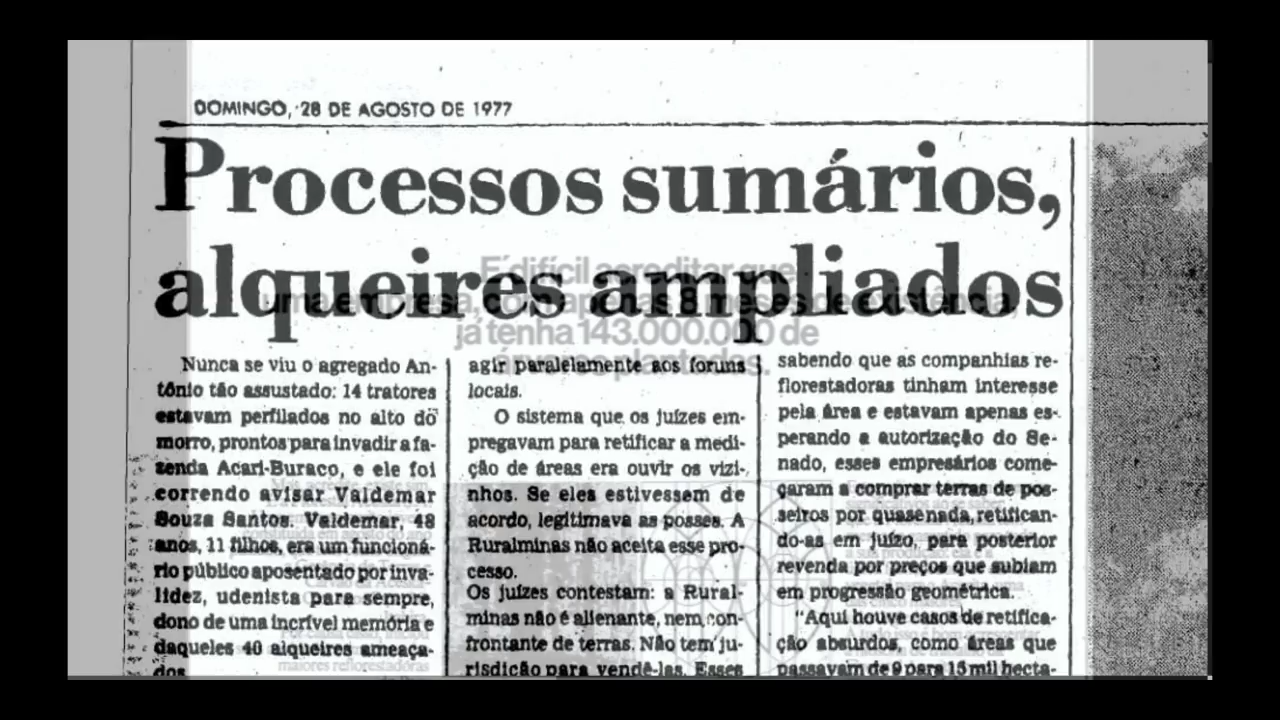 DOMINGO, 28 DE AGOSTO DE 1977
Processos sumários,
alqueires ampliados
É difícil acreditar que
uma empresa, com apenas 8 meses de existência,
já tenha 143.000.000 de
árvores plantadas.
Nunca se viu o agregado An-
tônio tão assustado: 14 tratores
estavam perfilados no alto do
morro, prontos para invadir a fa-
zenda Acari-Buraco, e ele foi
correndo avisar Valdemar
Souza Santos. Valdemar, 48
anos, 11 filhos, era um funcioná-
rio público aposentado por inva-
lidez, udenista para sempre,
dono de uma incrível memória e
daqueles 40 alqueires ameaça-
dos
agir paralelamente aos foruns
locais.
O sistema que os juízes em-
pregavam para retificar a medi-
ção de áreas era ouvir os vizi-
nhos. Se eles estivessem de
acordo, legitimava as posses. A
Ruralminas não aceita esse pro-
cesso.
Os juízes contestam: a Rural-
minas não é alienante, nem con-
frontante de terras. Não tem ju-
risdição para vendê-las. Esses
sabendo que as companhias re-
florestadoras tinham interesse
pela área e estavam apenas es-
perando a autorização do Se-
nado, esses empresários come-
çaram a comprar terras de pos-
seiros por quase nada, retifican-
do-as em juízo, para posterior
revenda por preços que subiam
em progressão geométrica.
"Aqui houve casos de retifica-
ção absurdos, como áreas que
passavam de 9 para 15 mil hecta-
maiores reflorestadoras